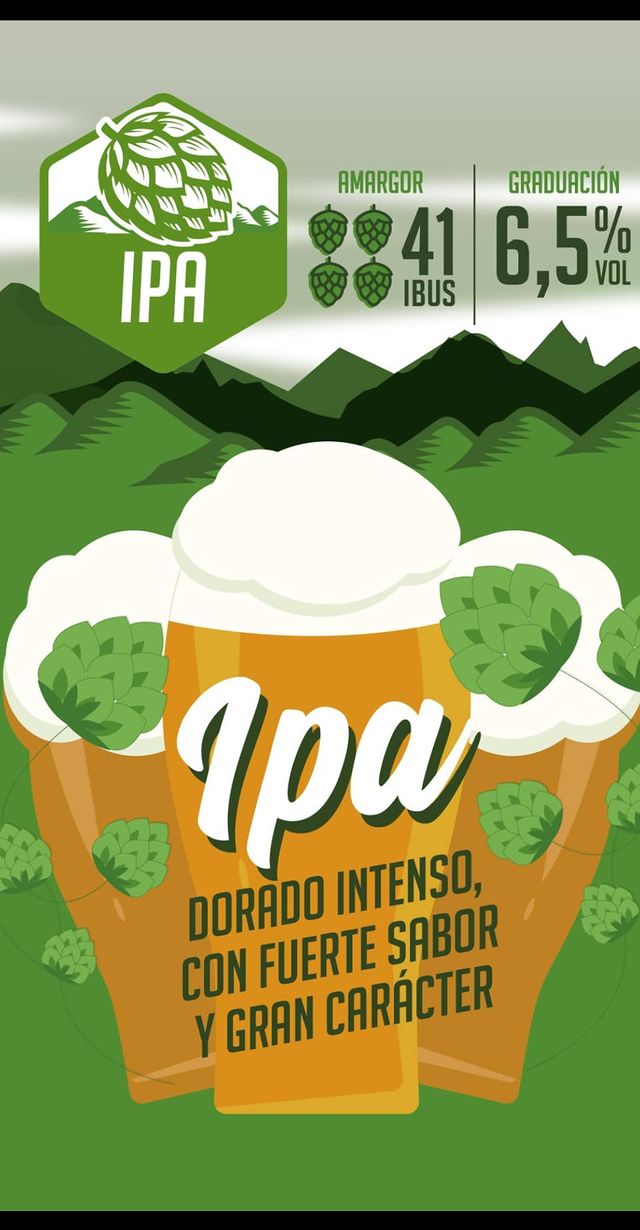 IPA
AMARGOR
41
IBUS
GRADUACIÓN
6,5%
VOL
Ipa
DORADO INTENSO,
CON FUERTE SABOR
Y GRAN CARÁCTER